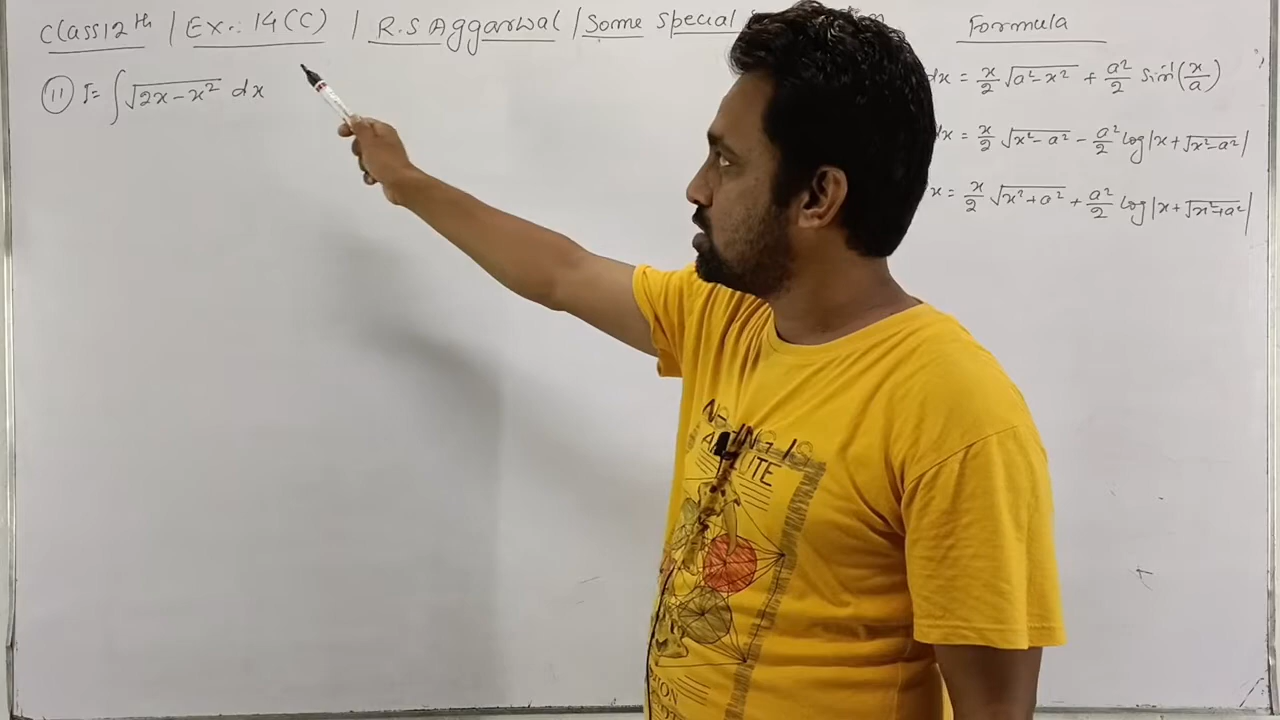 Class 12th | Ex.: 14(C) | R.S Aggarwal | Some Special
Formula
(11) I = ∫ √(2x - x²) dx
dx = x/2 √(a² - x²) + a²/2 sin⁻¹(x/a)
dx = x/2 √(x² - a²) - a²/2 log|x + √(x² - a²)|
x = x/2 √(x² + a²) + a²/2 log|x + √(x² + a²)|